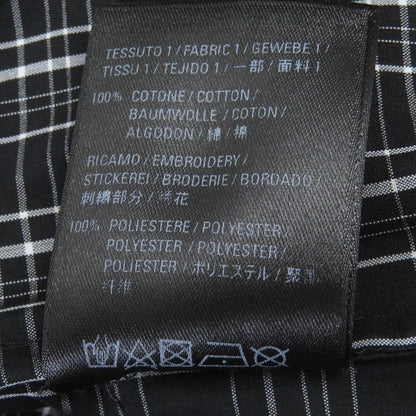 TESSUTO 1 / FABRIC 1 / GEWEBE 1 /
TISSU 1 / TEJIDO 1 / 一部 / 面料 1
100% COTONE / COTTON /
BAUMWOLLE / COTON /
ALGODON / 綿 / 棉
RICAMO / EMBROIDERY /
STICKEREI / BRODERIE / BORDADO /
刺繍部分 / 绣花
100% POLIESTERE / POLYESTER /
POLYESTER / POLYESTER /
POLIESTER / ポリエステル / 聚酯
纤维